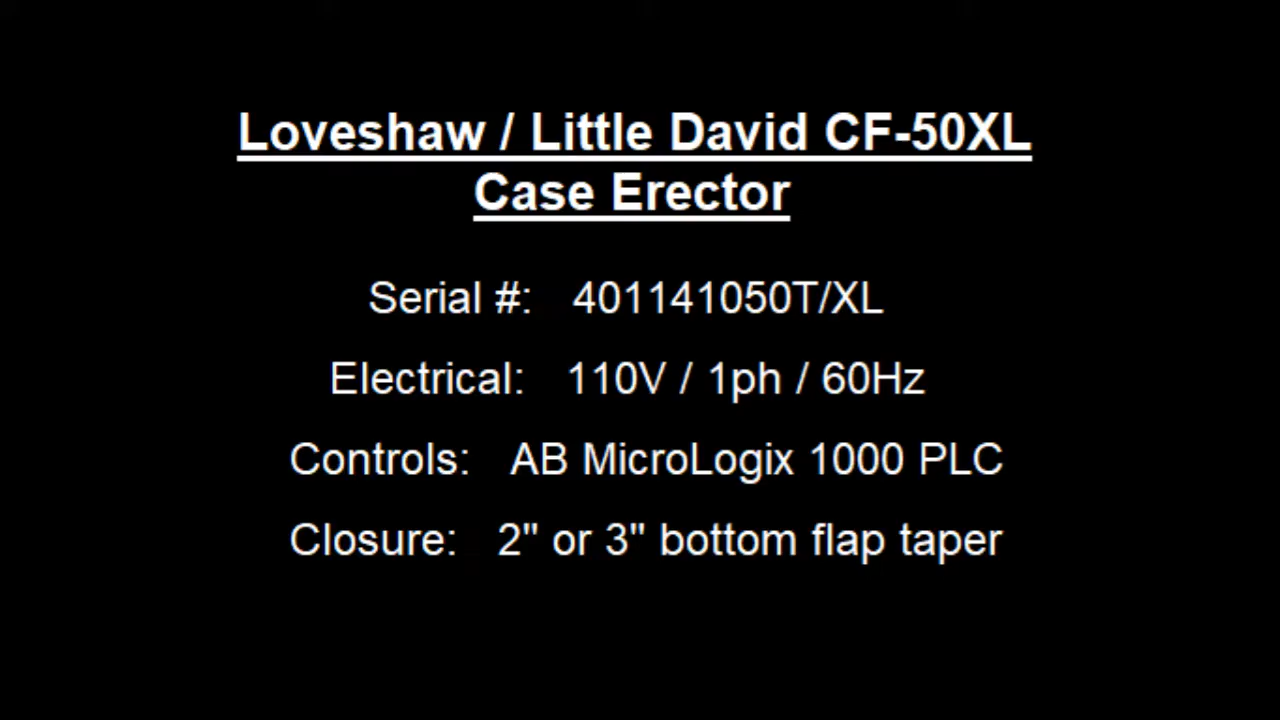 Loveshaw / Little David CF-50XL
Case Erector
Serial #: 401141050T/XL
Electrical: 110V / 1ph / 60Hz
Controls: AB MicroLogix 1000 PLC
Closure: 2" or 3" bottom flap taper